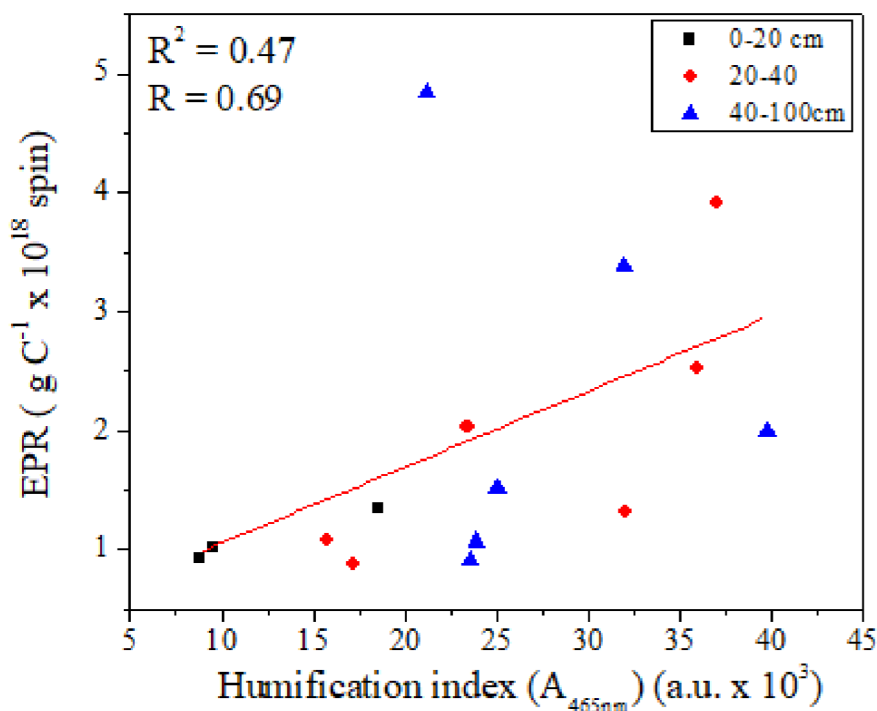 R² = 0.47
R = 0.69
0-20 cm
20-40
40-100cm
5
4
3
2
1
EPR ( g C⁻¹ x 10¹⁸ spin)
5 10 15 20 25 30 35 40 45
Humification index (A₄₆₅ₙₘ) (a.u. x 10³)